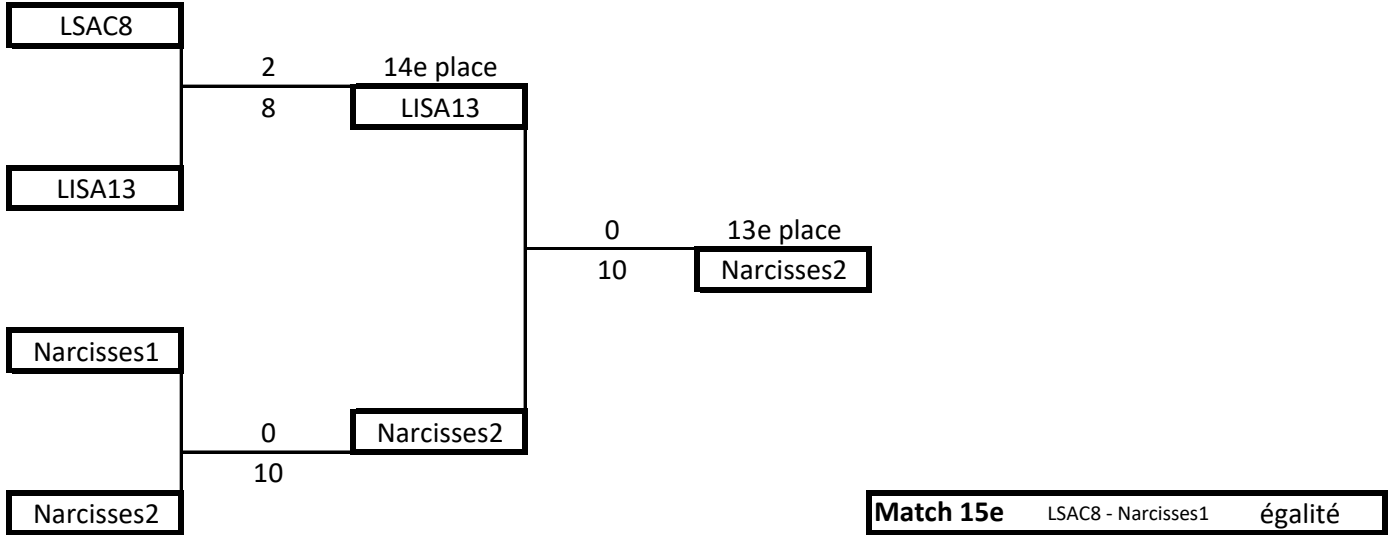 LSAC8
2 14e place
8 LISA13
LISA13
0 13e place
10 Narcisses2
Narcisses1
0 Narcisses2
10
Narcisses2
Match 15e LSAC8 - Narcisses1 égalité